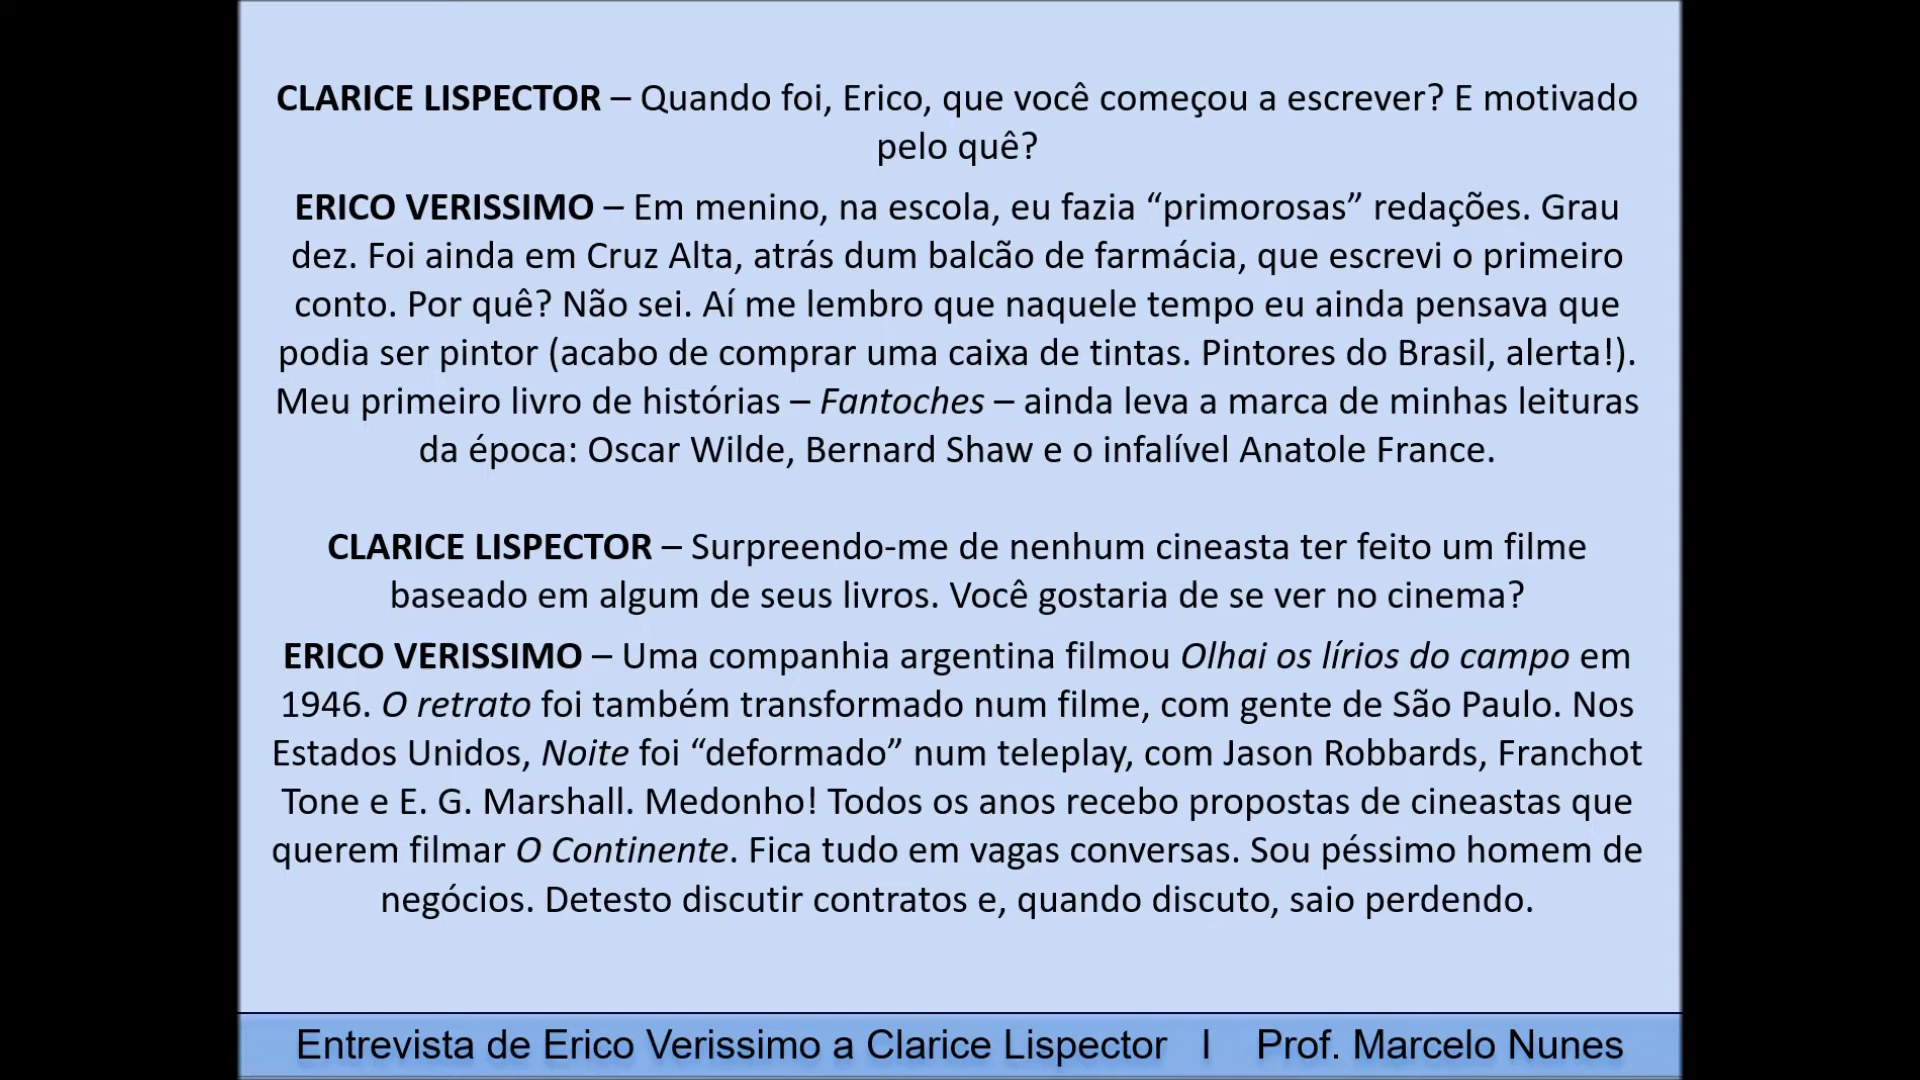 CLARICE LISPECTOR – Quando foi, Erico, que você começou a escrever? E motivado
pelo quê?
ERICO VERISSIMO – Em menino, na escola, eu fazia “primorosas” redações. Grau
dez. Foi ainda em Cruz Alta, atrás dum balcão de farmácia, que escrevi o primeiro
conto. Por quê? Não sei. Aí me lembro que naquele tempo eu ainda pensava que
podia ser pintor (acabo de comprar uma caixa de tintas. Pintores do Brasil, alerta!).
Meu primeiro livro de histórias – Fantoches – ainda leva a marca de minhas leituras
da época: Oscar Wilde, Bernard Shaw e o infalível Anatole France.
CLARICE LISPECTOR – Surpreendo-me de nenhum cineasta ter feito um filme
baseado em algum de seus livros. Você gostaria de se ver no cinema?
ERICO VERISSIMO – Uma companhia argentina filmou Olhai os lírios do campo em
1946. O retrato foi também transformado num filme, com gente de São Paulo. Nos
Estados Unidos, Noite foi “deformado” num teleplay, com Jason Robbards, Franchot
Tone e E. G. Marshall. Medonho! Todos os anos recebo propostas de cineastas que
querem filmar O Continente. Fica tudo em vagas conversas. Sou péssimo homem de
negócios. Detesto discutir contratos e, quando discuto, saio perdendo.
Entrevista de Erico Verissimo a Clarice Lispector I Prof. Marcelo Nunes